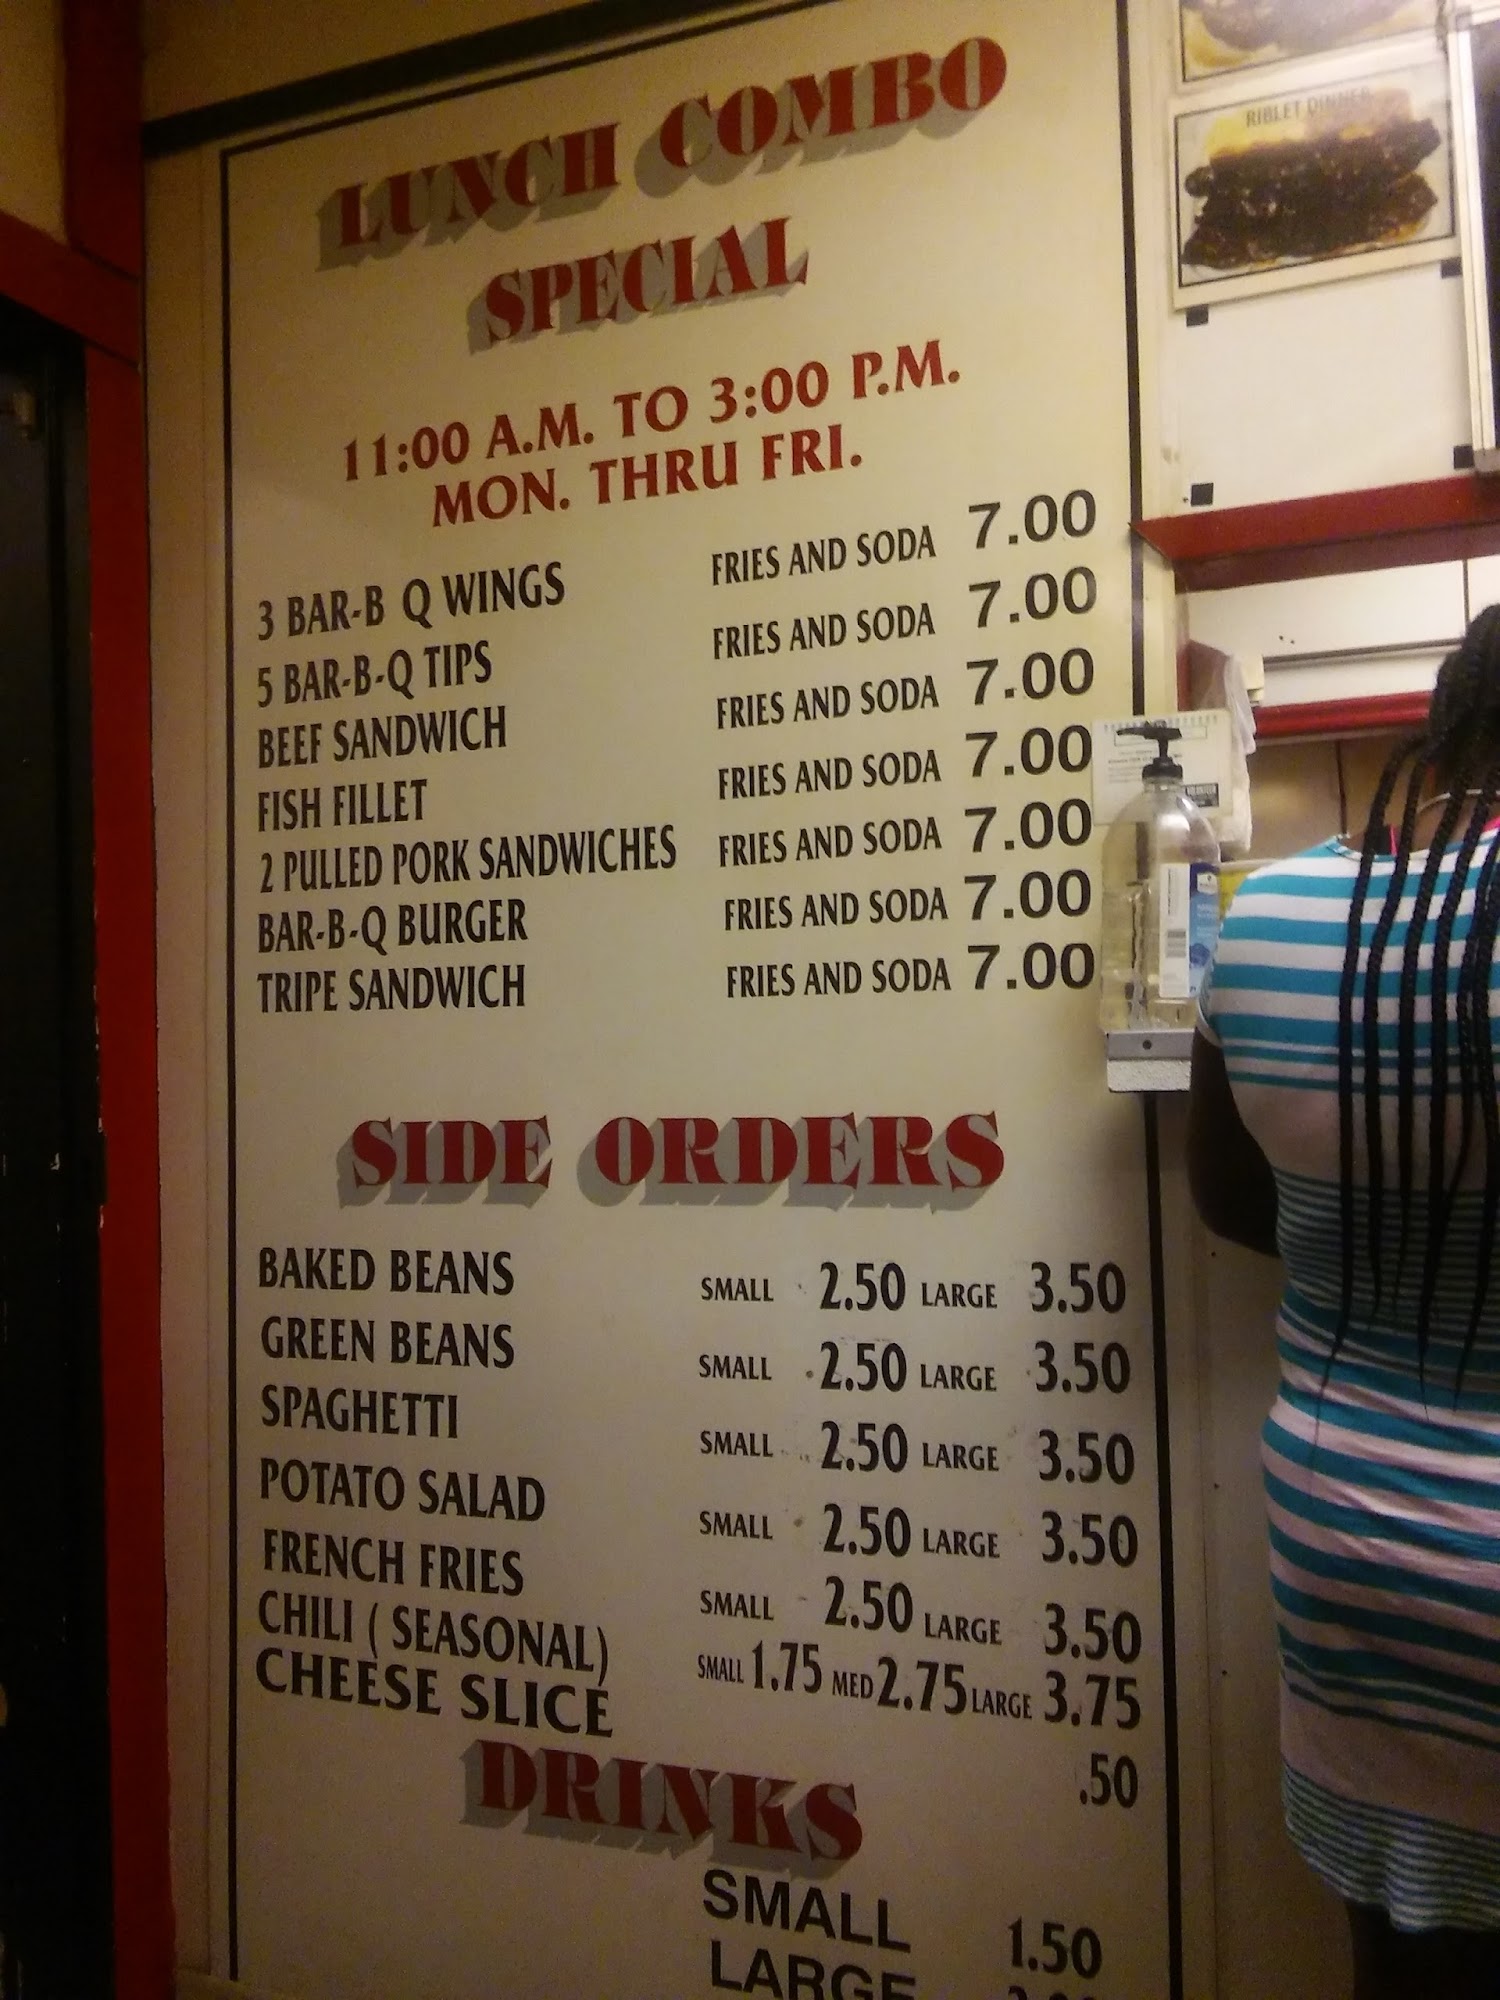 LUNCH COMBO
SPECIAL
11:00 A.M. TO 3:00 P.M.
MON. THRU FRI.
3 BAR-B Q WINGS FRIES AND SODA 7.00
5 BAR-B-Q TIPS FRIES AND SODA 7.00
BEEF SANDWICH FRIES AND SODA 7.00
FISH FILLET FRIES AND SODA 7.00
2 PULLED PORK SANDWICHES FRIES AND SODA 7.00
BAR-B-Q BURGER FRIES AND SODA 7.00
TRIPE SANDWICH FRIES AND SODA 7.00
SIDE ORDERS
BAKED BEANS SMALL 2.50 LARGE 3.50
GREEN BEANS SMALL 2.50 LARGE 3.50
SPAGHETTI SMALL 2.50 LARGE 3.50
POTATO SALAD SMALL 2.50 LARGE 3.50
FRENCH FRIES SMALL 2.50 LARGE 3.50
CHILI ( SEASONAL) SMALL 1.75 MED 2.75 LARGE 3.75
CHEESE SLICE .50
DRINKS
SMALL 1.50
LARGE
RIBLET DINNER